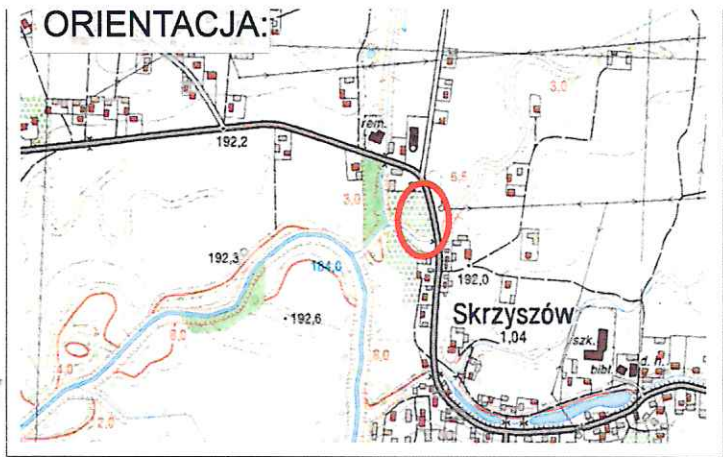 ORIENTACJA:
3,0
rem.
192,2
3,0
6,5
192,3
184,0
192,0
192,6
Skrzyszów
1,04
6,0
szk.
bibl.
d. h.
4,0
8,0
2,0